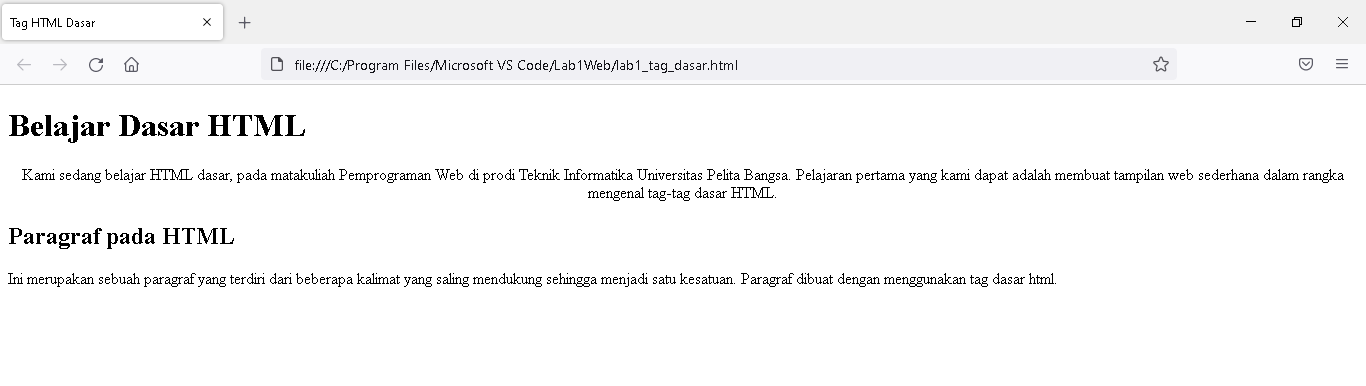 Tag HTML Dasar
file:///C:/Program Files/Microsoft VS Code/Lab1Web/lab1_tag_dasar.html
Belajar Dasar HTML
Kami sedang belajar HTML dasar, pada matakuliah Pemprograman Web di prodi Teknik Informatika Universitas Pelita Bangsa. Pelajaran pertama yang kami dapat adalah membuat tampilan web sederhana dalam rangka
mengenal tag-tag dasar HTML.
Paragraf pada HTML
Ini merupakan sebuah paragraf yang terdiri dari beberapa kalimat yang saling mendukung sehingga menjadi satu kesatuan. Paragraf dibuat dengan menggunakan tag dasar html.